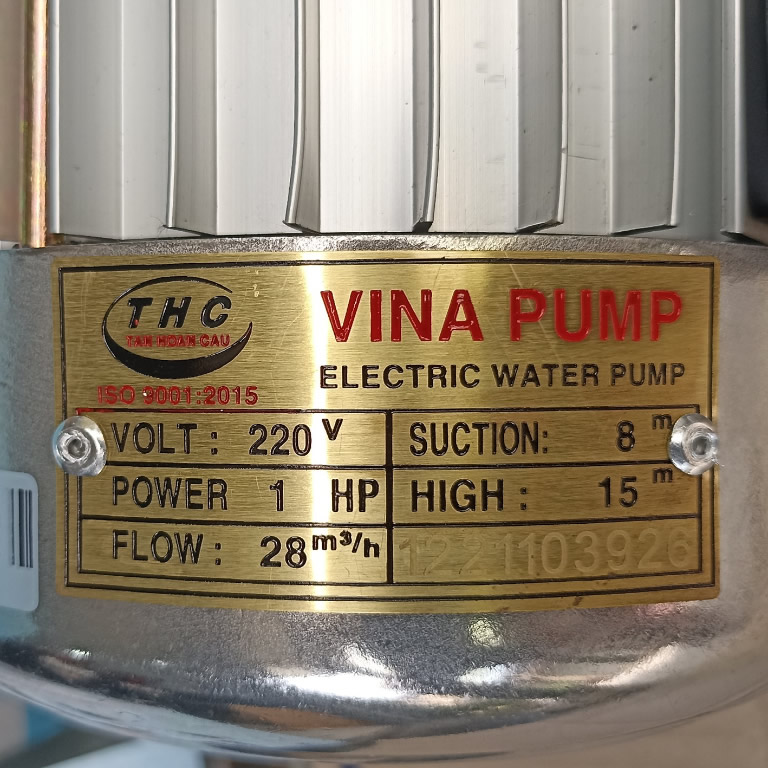 THC
TAN HOAN CAU
ISO 9001:2015
VINA PUMP
ELECTRIC WATER PUMP
VOLT : 220 V
SUCTION: 8 m
POWER 1 HP
HIGH : 15 m
FLOW : 28 m³/h
1221103926